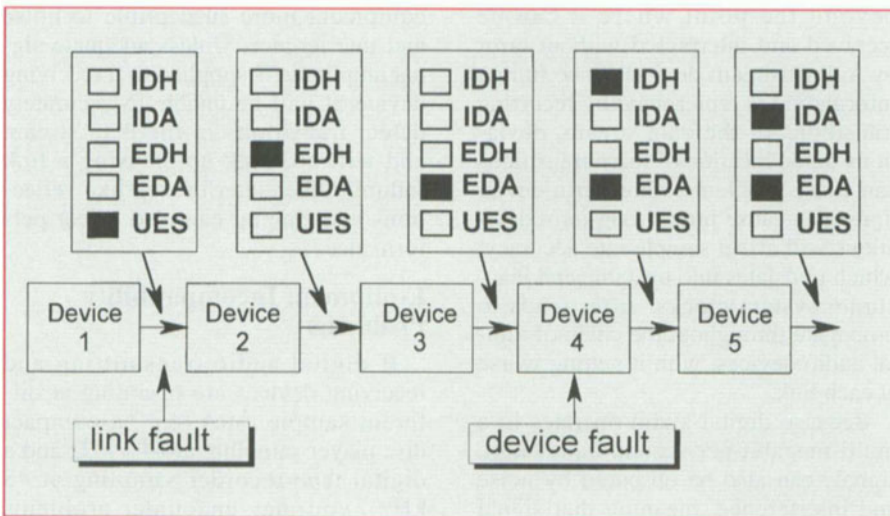 IDH
IDA
EDH
EDA
UES
IDH
IDA
EDH
EDA
UES
IDH
IDA
EDH
EDA
UES
IDH
IDA
EDH
EDA
UES
IDH
IDA
EDH
EDA
UES
Device 
1
Device
2
Device
3
Device
4
Device
5
link fault
device fault